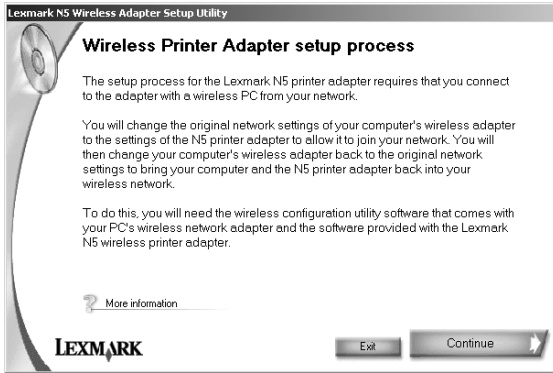 Lexmark N5 Wireless Adapter Setup Utility
Wireless Printer Adapter setup process
The setup process for the Lexmark N5 printer adapter requires that you connect
to the adapter with a wireless PC from your network.
You will change the original network settings of your computer's wireless adapter
to the settings of the N5 printer adapter to allow it to join your network. You will
then change your computer's wireless adapter back to the original network
settings to bring your computer and the N5 printer adapter back into your
wireless network.
To do this, you will need the wireless configuration utility software that comes with
your PC's wireless network adapter and the software provided with the Lexmark
N5 wireless printer adapter.
More information
LEXMARK
Exit
Continue